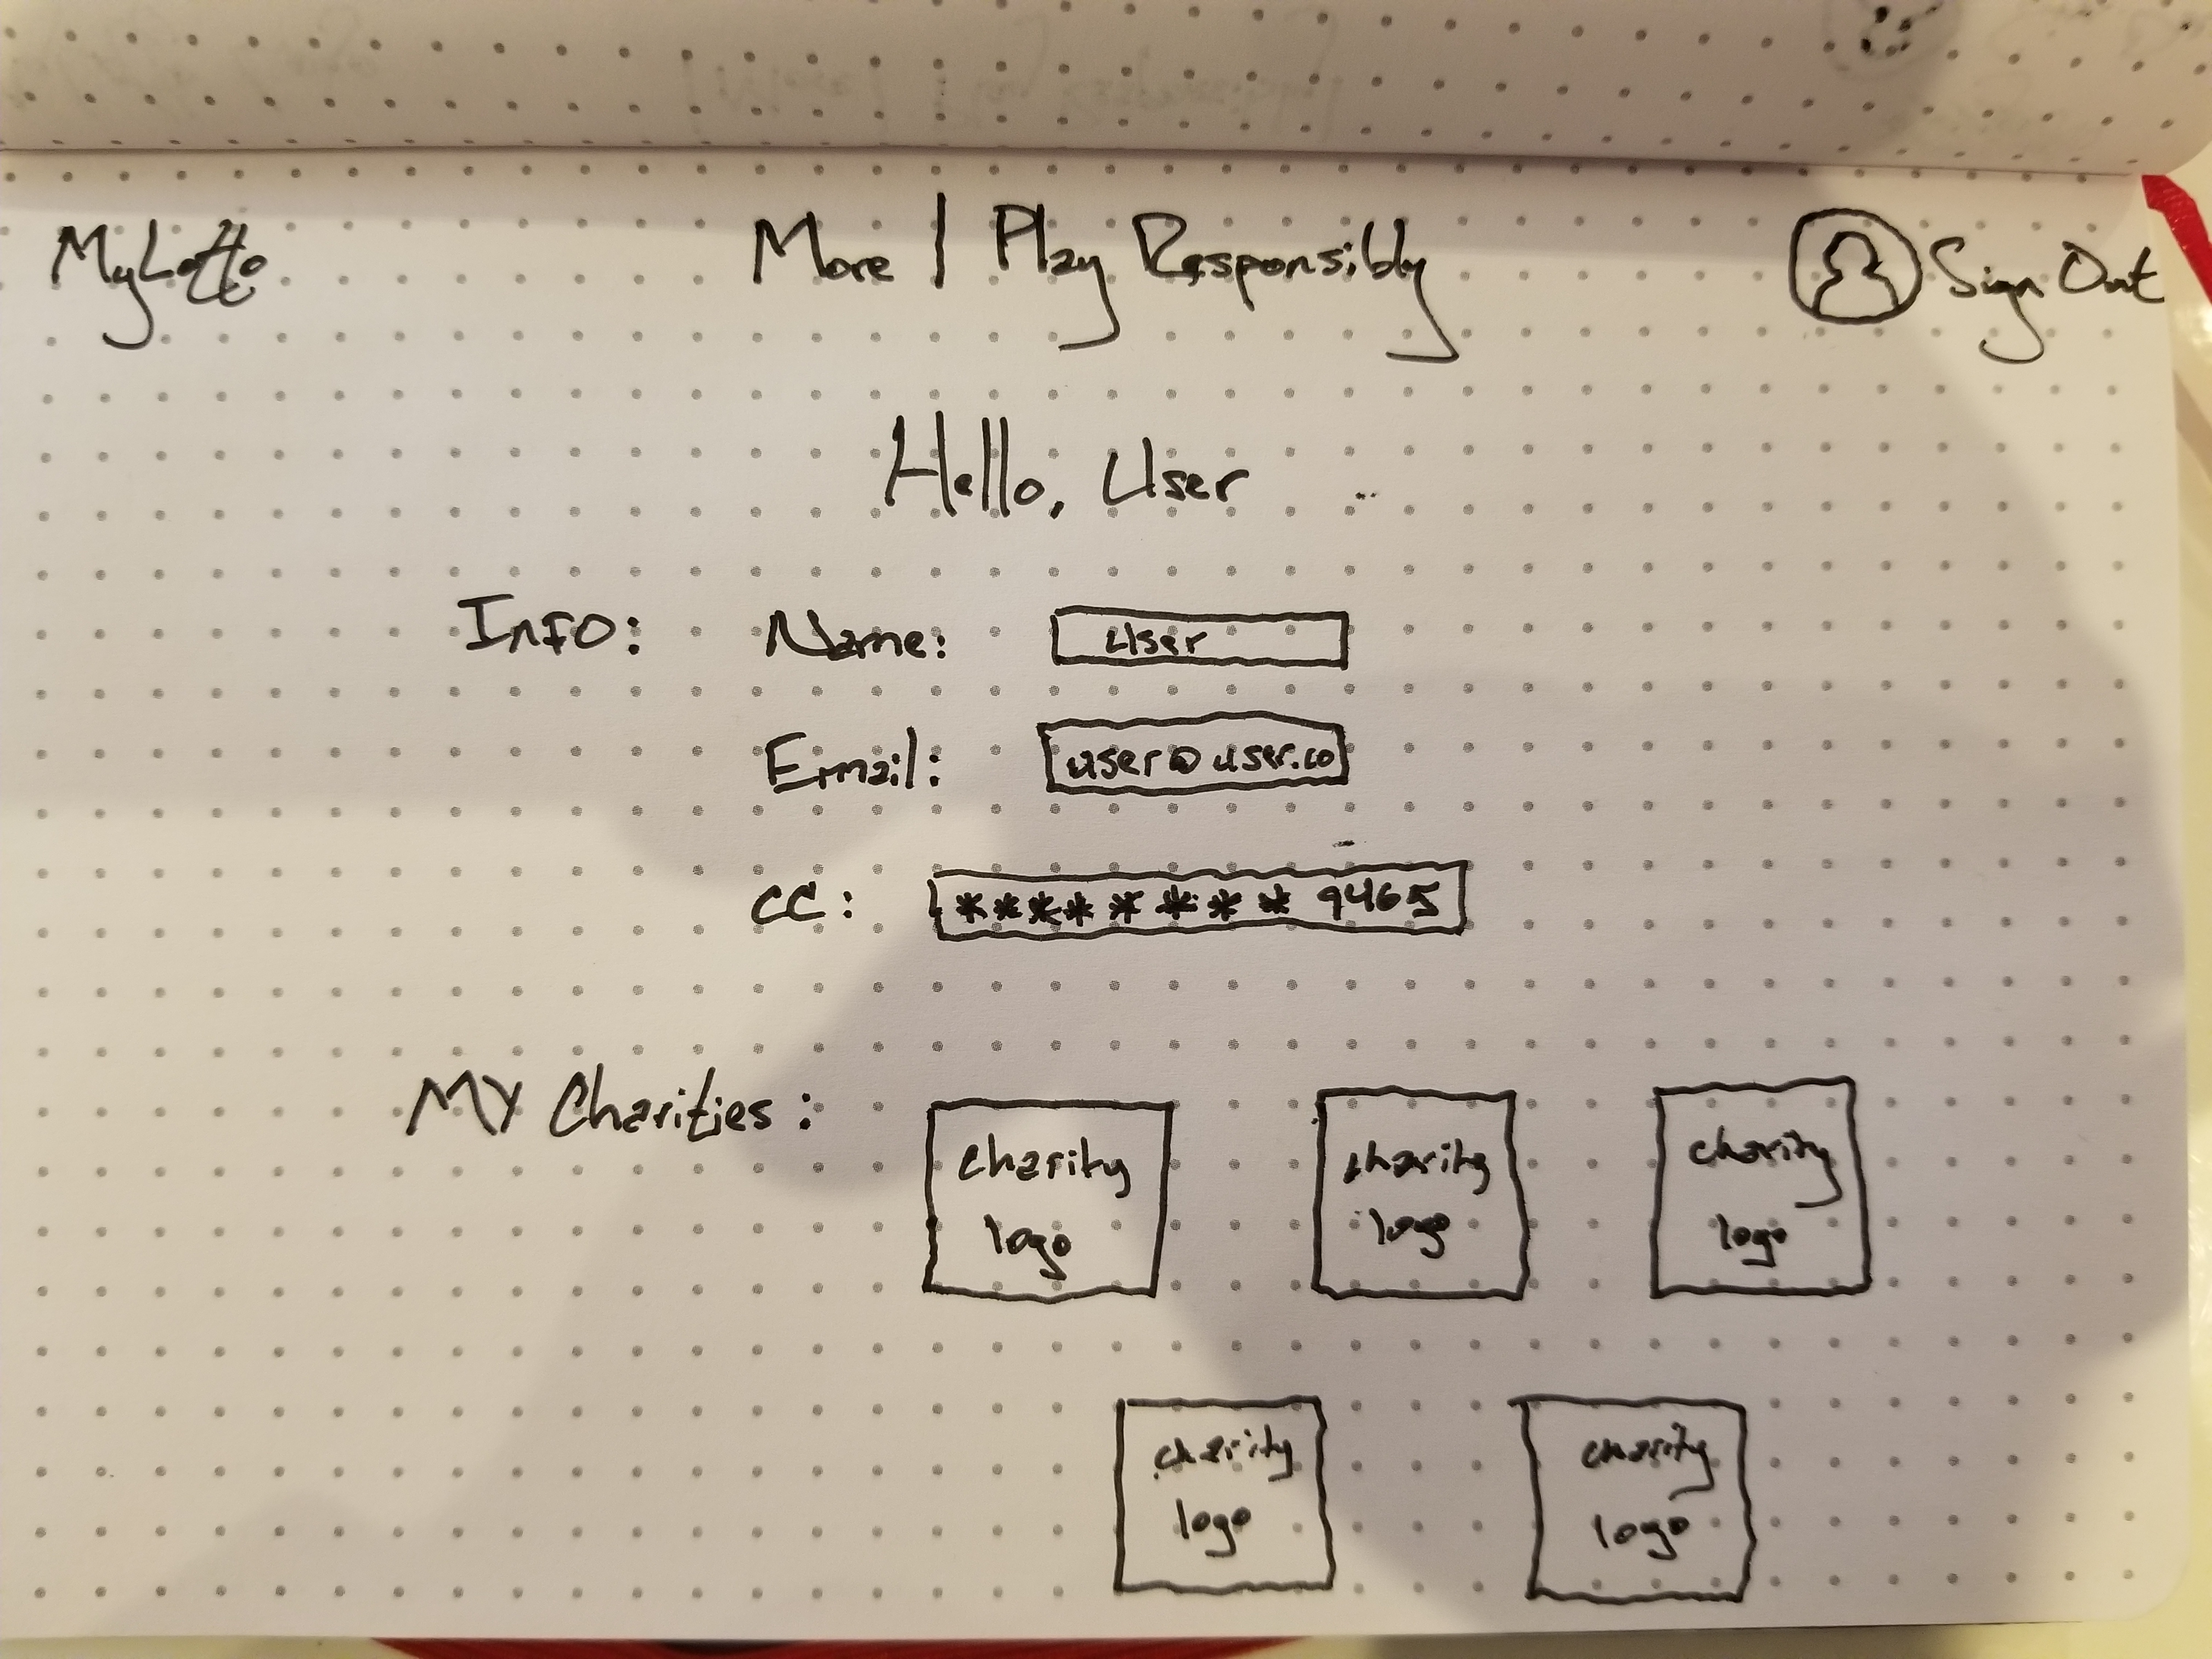 MyLotto More | Play Responsibly Sign Out
Hello, User
Info: Name: User
Email: user@user.co
CC: ********9465
My Charities:
charity logo
charity logo
charity logo
charity logo
charity logo